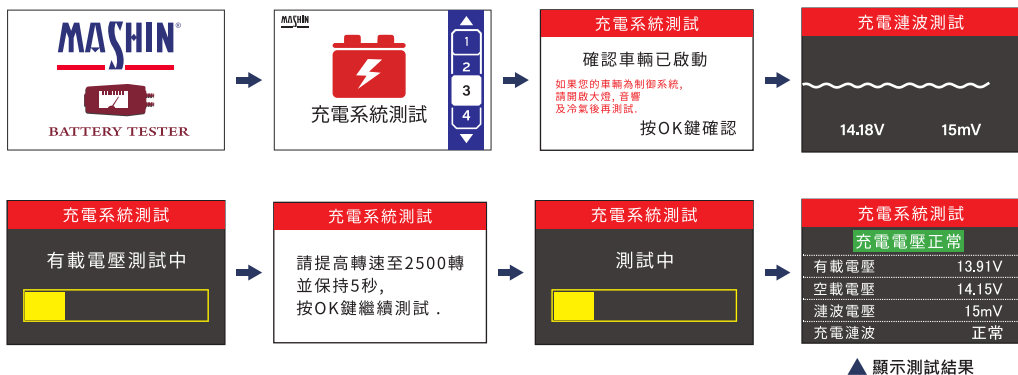 MASHIN®
BATTERY TESTER
MASHIN
1
2
3
4
充電系統測試
充電系統測試
確認車輛已啟動
如果您的車輛為制御系統,
請開啟大燈, 音響
及冷氣後再測試.
按OK鍵確認
充電漣波測試
14.18V 15mV
充電系統測試
有載電壓測試中
充電系統測試
請提高轉速至2500轉
並保持5秒,
按OK鍵繼續測試 .
充電系統測試
測試中
充電系統測試
充電電壓正常
有載電壓 13.91V
空載電壓 14.15V
漣波電壓 15mV
充電漣波 正常
▲ 顯示測試結果